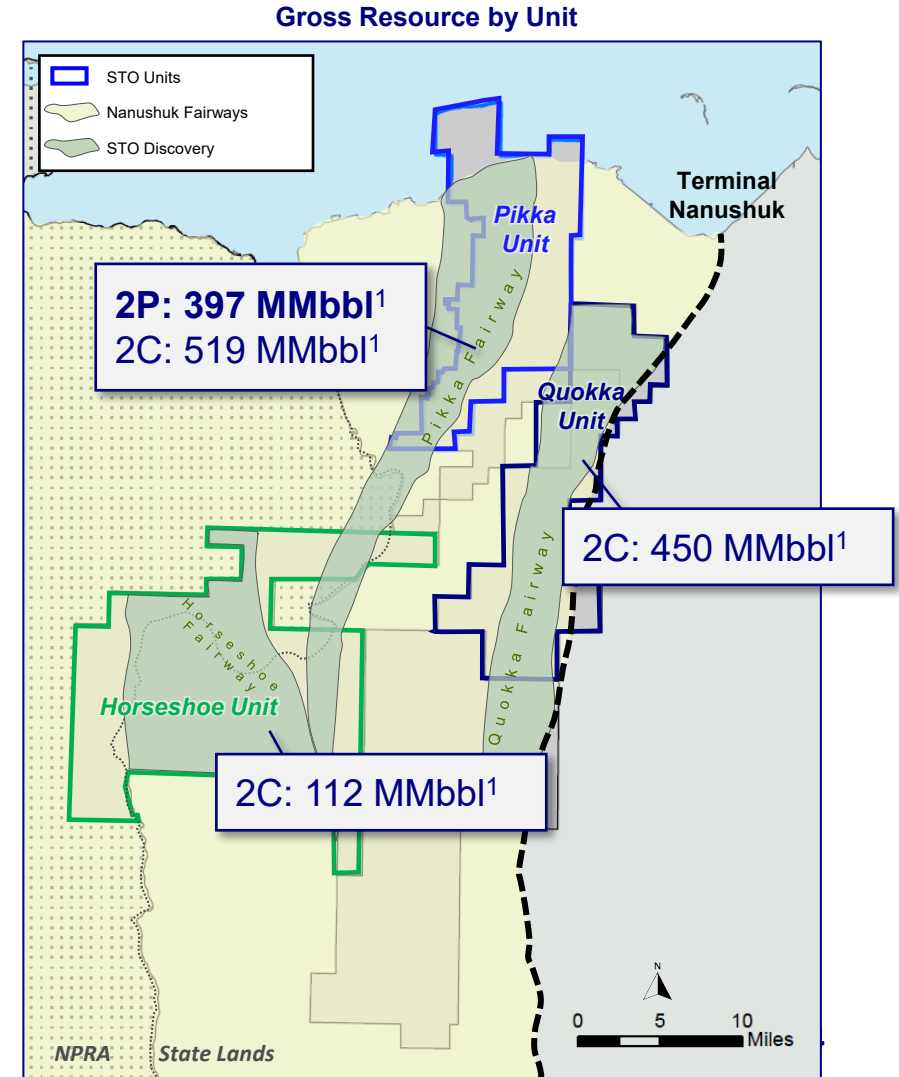 Gross Resource by Unit
STO Units
Nanushuk Fairways
STO Discovery
Terminal
Nanushuk
Pikka
Unit
Pikka Fairway
2P: 397 MMbbl¹
2C: 519 MMbbl¹
Quokka
Unit
Quokka Fairway
2C: 450 MMbbl¹
Horseshoe
Fairway
Horseshoe Unit
2C: 112 MMbbl¹
N
0 5 10
Miles
NPRA State Lands